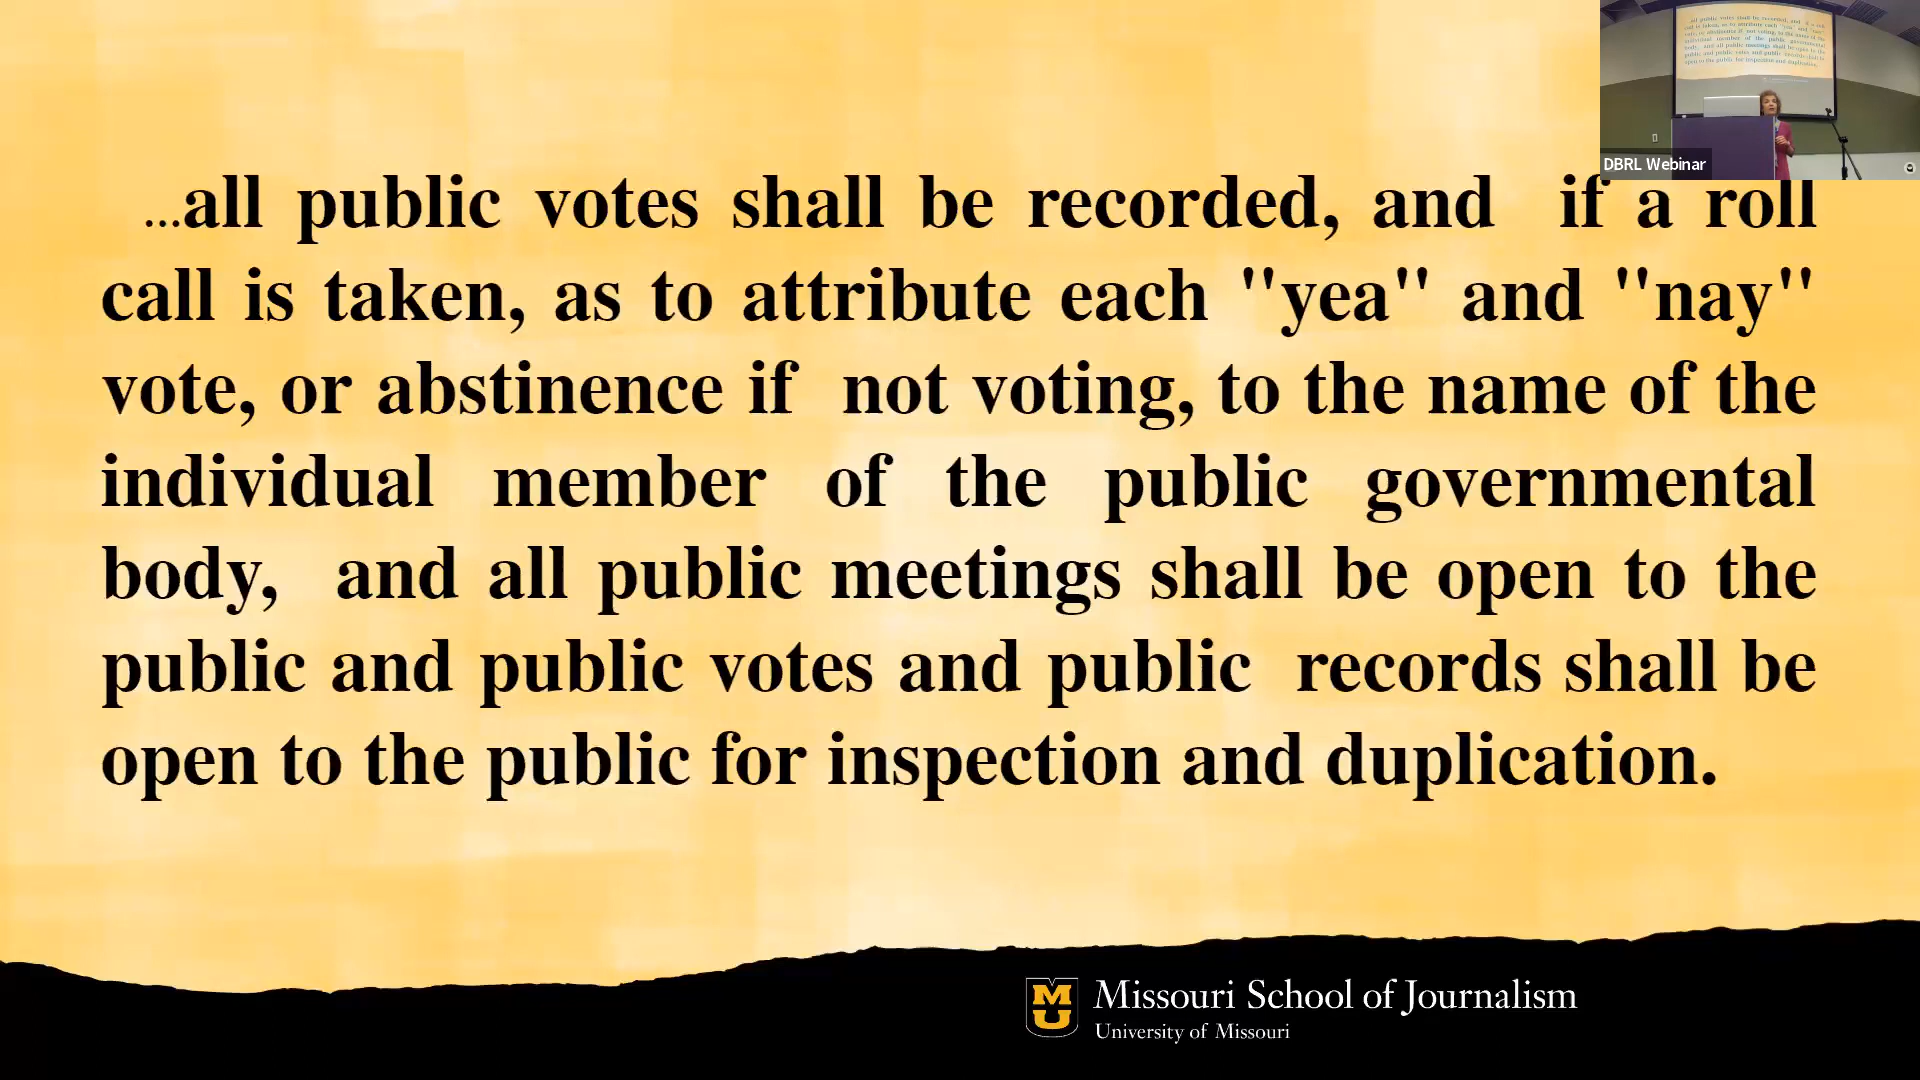 ...all public votes shall be recorded, and if a roll
call is taken, as to attribute each "yea" and "nay"
vote, or abstinence if not voting, to the name of the
individual member of the public governmental
body, and all public meetings shall be open to the
public and public votes and public records shall be
open to the public for inspection and duplication.
DBRL Webinar
MU
Missouri School of Journalism
University of Missouri